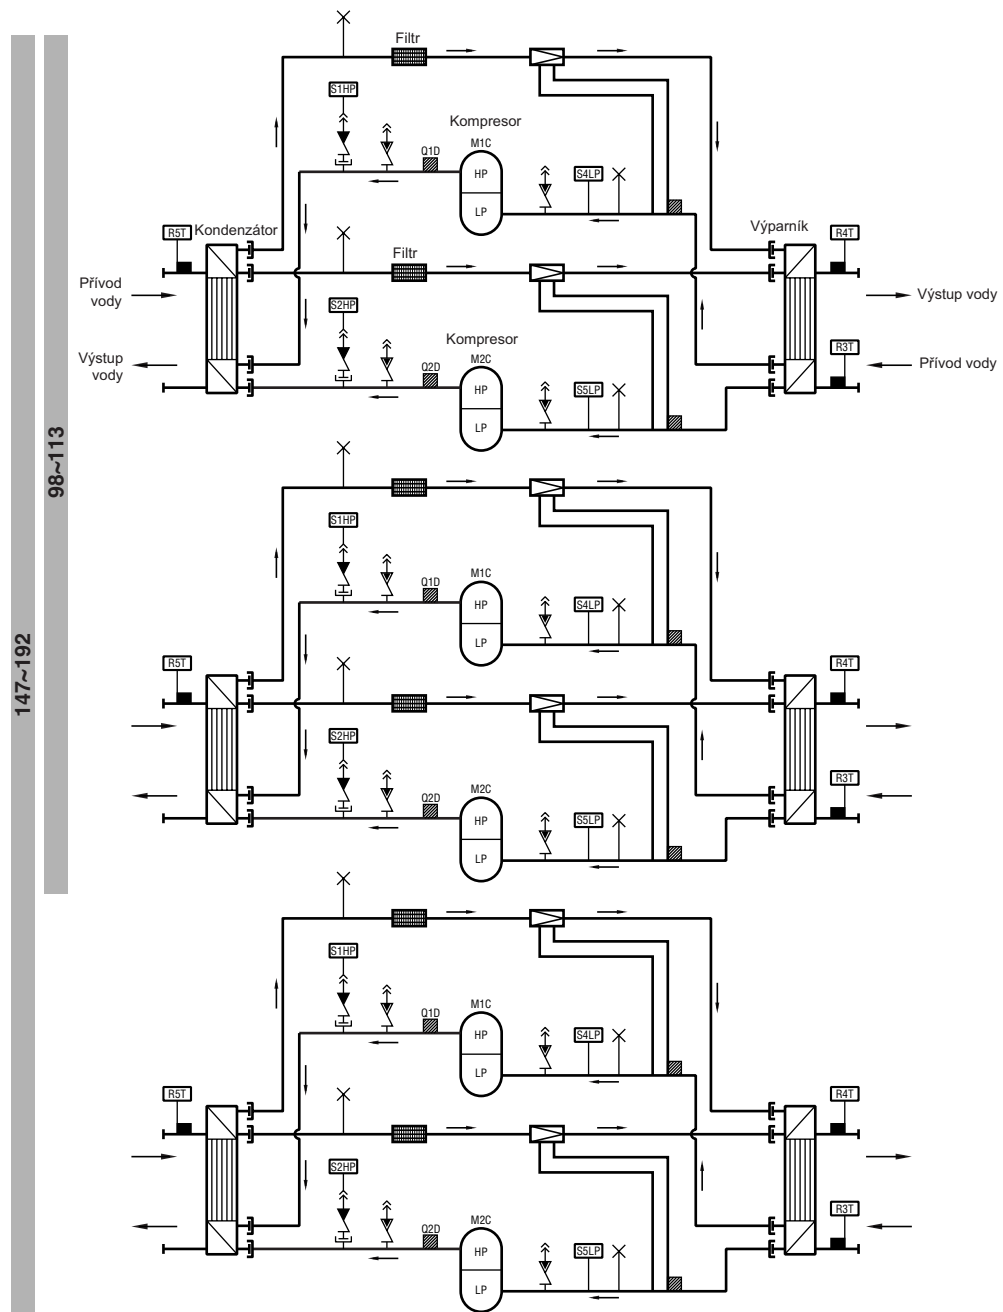 Filtr
S1HP
Kompresor
Q1D
M1C
HP
S4LP
LP
R5T
Kondenzátor
Výparník
R4T
Filtr
Přívod
vody
Výstup vody
S2HP
Kompresor
Výstup
vody
Q2D
M2C
R3T
Přívod vody
HP
S5LP
LP
98~113
S1HP
Q1D
M1C
HP
S4LP
LP
147~192
R5T
R4T
S2HP
Q2D
M2C
R3T
HP
S5LP
LP
S1HP
Q1D
M1C
HP
S4LP
LP
R5T
R4T
S2HP
Q2D
M2C
R3T
HP
S5LP
LP